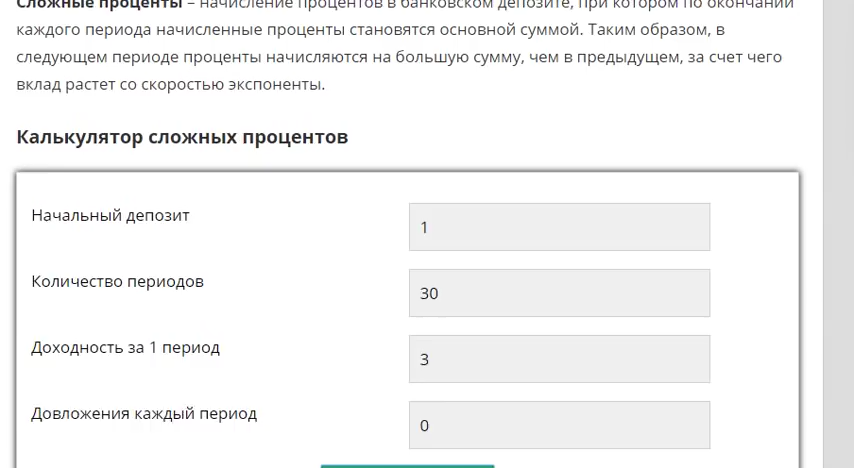 Сложные проценты – начисление процентов в банковском депозите, при котором по окончании
каждого периода начисленные проценты становятся основной суммой. Таким образом, в
следующем периоде проценты начисляются на большую сумму, чем в предыдущем, за счет чего
вклад растет со скоростью экспоненты.
Калькулятор сложных процентов
Начальный депозит
1
Количество периодов
30
Доходность за 1 период
3
Довложения каждый период
0